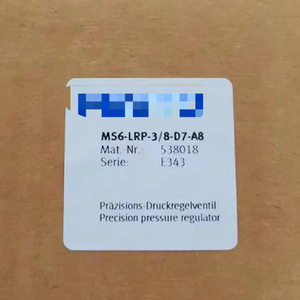 MS6-LRP-3/8-D7-A8
Mat.-Nr.: 538018
Serie: E343
Präzisions-Druckregelventil
Precision pressure regulator